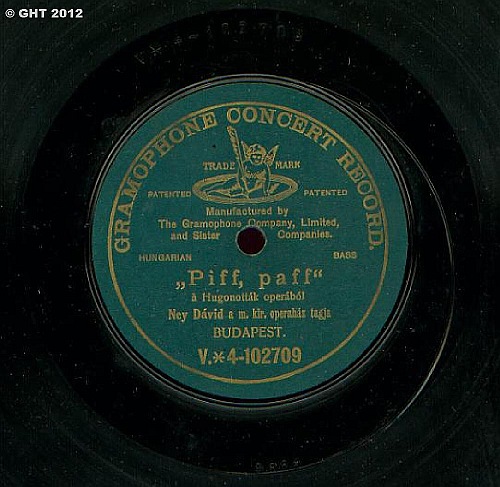 © GHT 2012
GRAMOPHONE CONCERT RECORD.
TRADE MARK
PATENTED PATENTED
Manufactured by
The Gramophone Company, Limited,
and Sister Companies.
HUNGARIAN BASS
„Piff, paff“
à Hugonották operából
Ney Dávid a m. kir. operaház tagja
BUDAPEST.
V.*4-102709